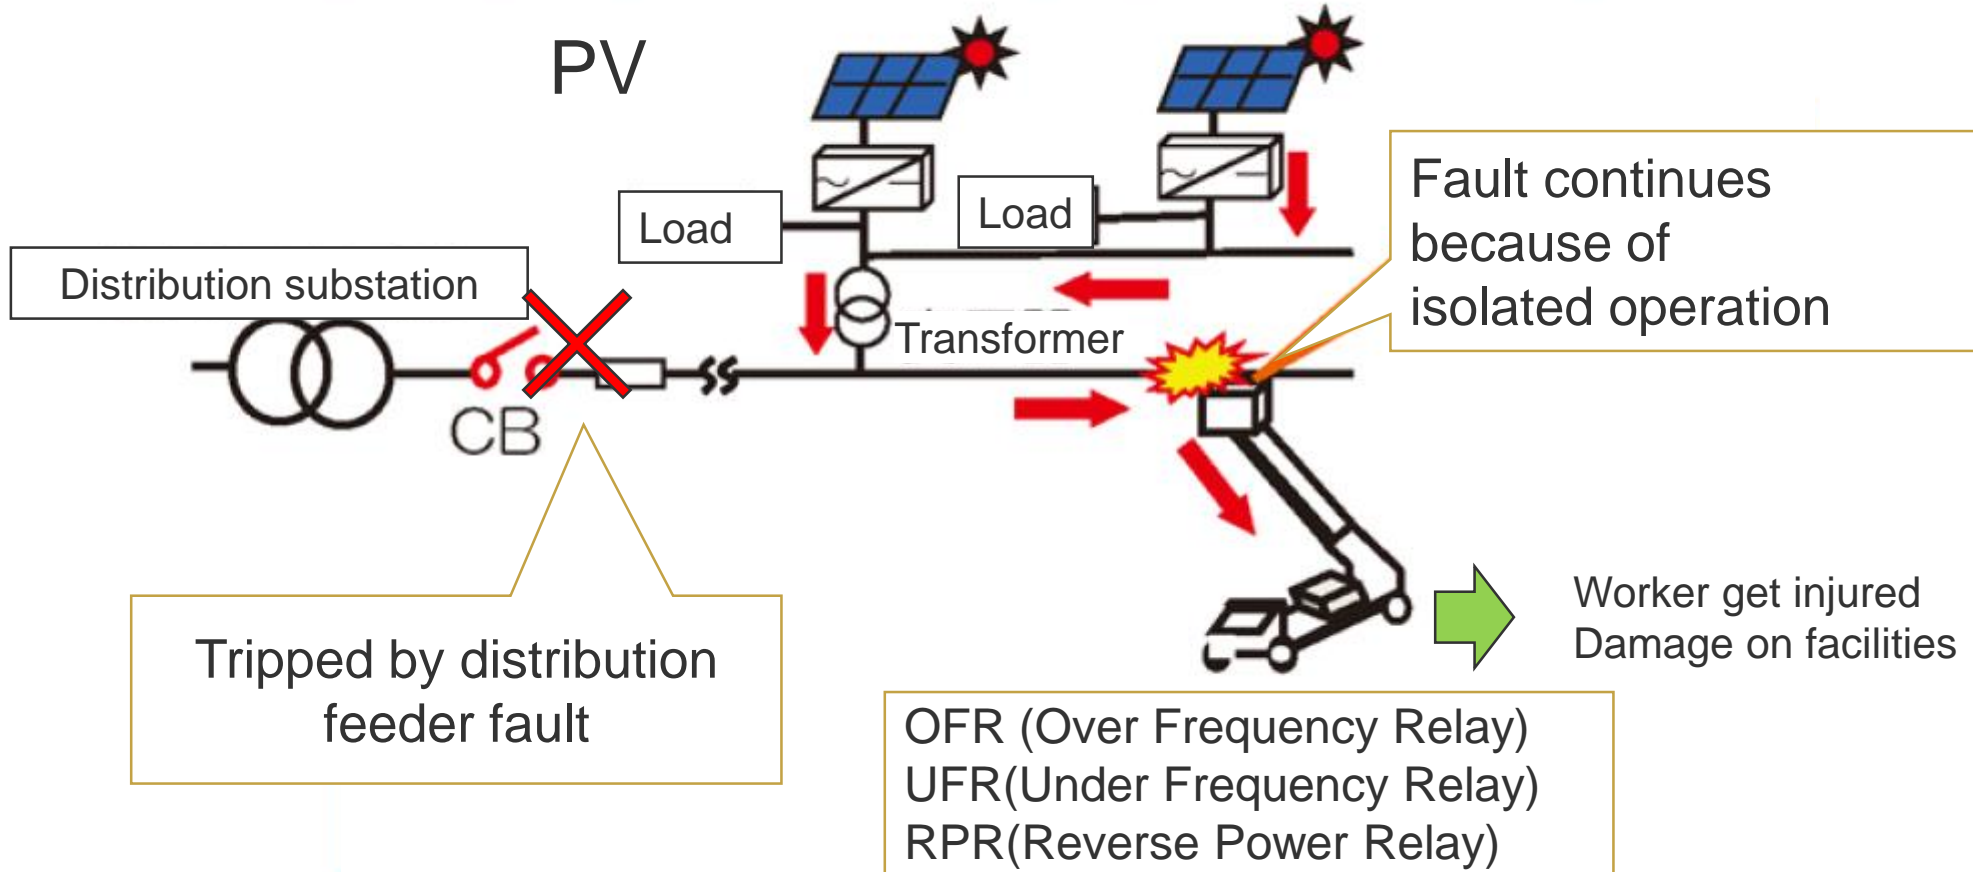 PV
Load
Load
Fault continues
because of
isolated operation
Distribution substation
Transformer
CB
Tripped by distribution
feeder fault
Worker get injured
Damage on facilities
OFR (Over Frequency Relay)
UFR(Under Frequency Relay)
RPR(Reverse Power Relay)